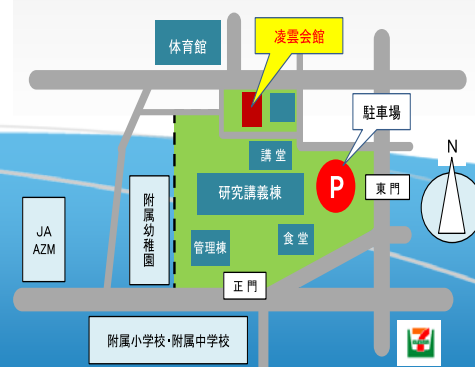 体育館
凌雲会館
駐車場
N
講堂
P
研究講義棟
東門
附属幼稚園
JA
AZM
管理棟
食堂
正門
附属小学校・附属中学校
7